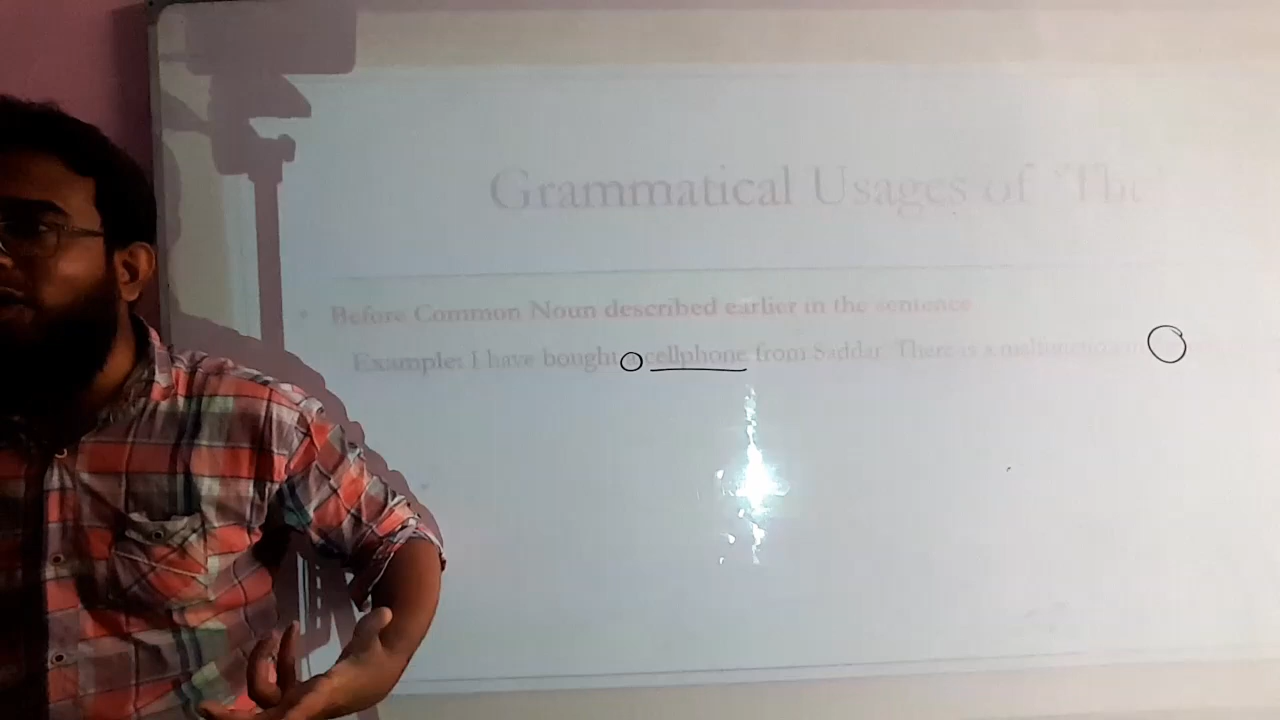 Grammatical Usages of 'The'
• Before Common Noun described earlier in the sentence
Example: I have bought a cellphone from Saddar. There is a malfunction